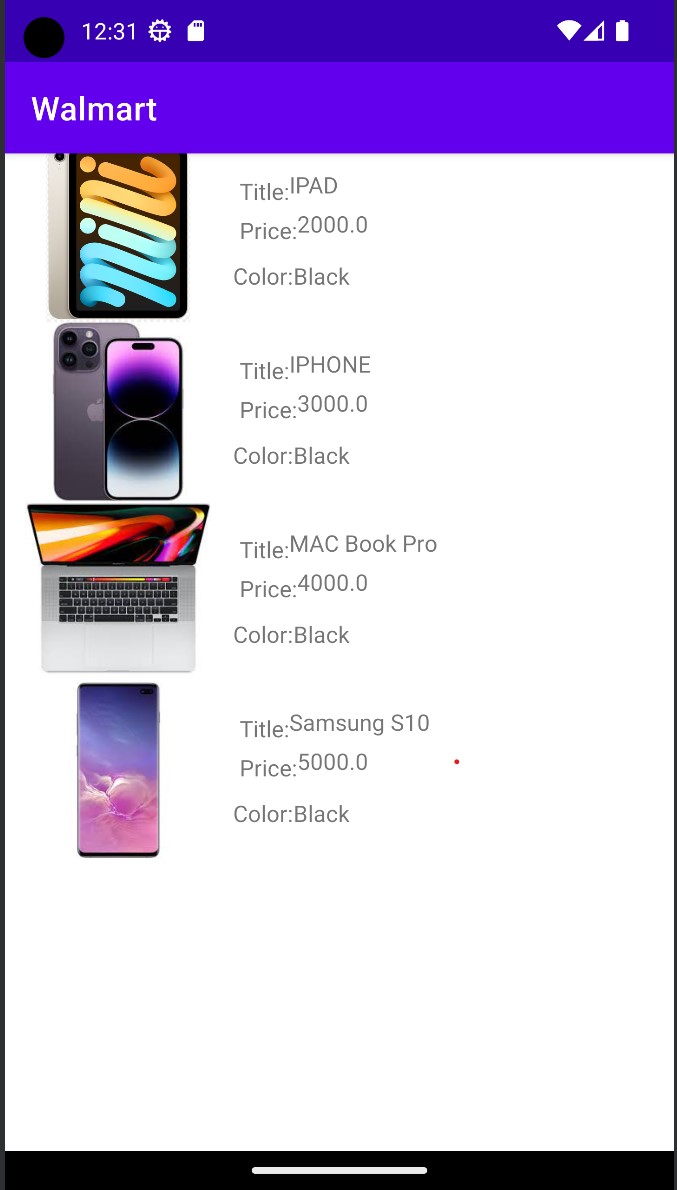 12:31
Walmart
Title:IPAD
Price:2000.0
Color:Black
Title:IPHONE
Price:3000.0
Color:Black
Title:MAC Book Pro
Price:4000.0
Color:Black
Title:Samsung S10
Price:5000.0
Color:Black